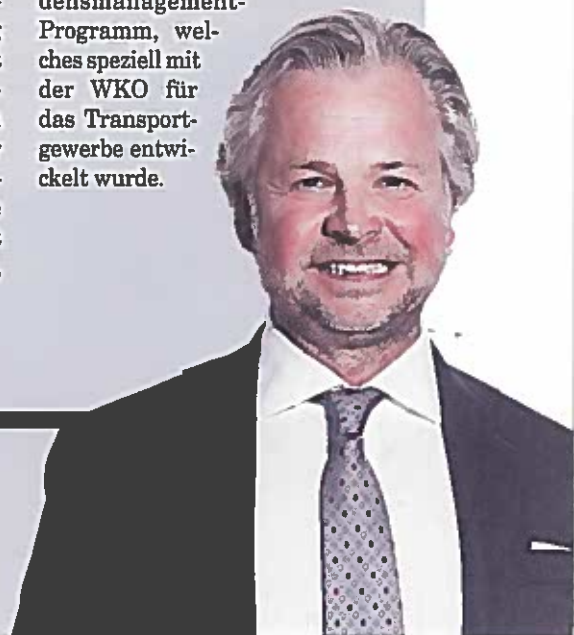 densmanagement-
Programm, wel-
ches speziell mit
der WKO für
das Transport-
gewerbe entwi-
ckelt wurde.